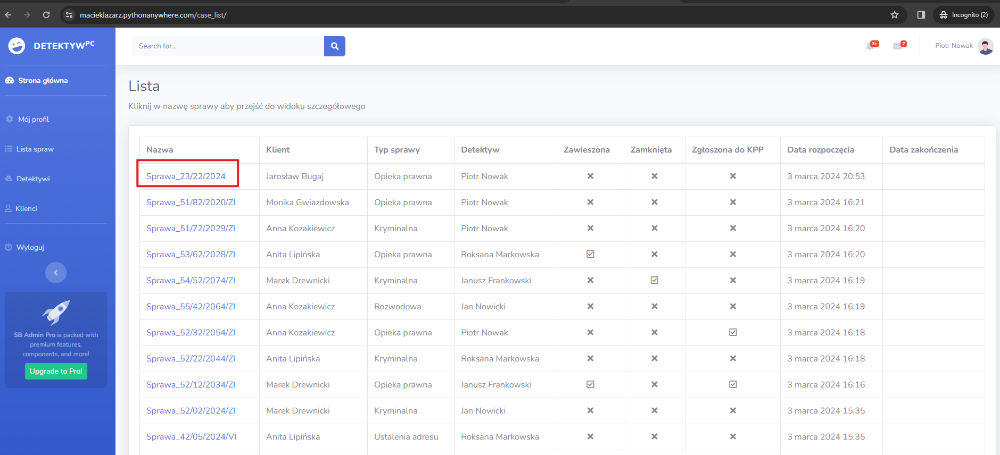 macieklazarz.pythonanywhere.com/case_list/
Incognito (2)
DETEKTYWPC
Search for...
3+
7
Piotr Nowak
Strona główna
Mój profil
Lista spraw
Detektywi
Klienci
Wyloguj
SB Admin Pro is packed with
premium features,
components, and more!
Upgrade to Pro!
Lista
Kliknij w nazwę sprawy aby przejść do widoku szczegółowego
Nazwa Klient Typ sprawy Detektyw Zawieszona Zamknięta Zgłoszona do KPP Data rozpoczęcia Data zakończenia
Sprawa_23/22/2024 Jarosław Bugaj Opieka prawna Piotr Nowak 3 marca 2024 20:53
Sprawa_51/82/2020/ZI Monika Gwiazdowska Opieka prawna Piotr Nowak 3 marca 2024 16:21
Sprawa_51/72/2029/ZI Anna Kozakiewicz Kryminalna Piotr Nowak 3 marca 2024 16:20
Sprawa_53/62/2028/ZI Anita Lipińska Opieka prawna Roksana Markowska 3 marca 2024 16:20
Sprawa_54/52/2074/ZI Marek Drewnicki Kryminalna Janusz Frankowski 3 marca 2024 16:19
Sprawa_55/42/2064/ZI Anna Kozakiewicz Rozwodowa Jan Nowicki 3 marca 2024 16:19
Sprawa_52/32/2054/ZI Anna Kozakiewicz Opieka prawna Piotr Nowak 3 marca 2024 16:18
Sprawa_52/22/2044/ZI Anita Lipińska Kryminalna Roksana Markowska 3 marca 2024 16:18
Sprawa_52/12/2034/ZI Marek Drewnicki Opieka prawna Janusz Frankowski 3 marca 2024 16:16
Sprawa_52/02/2024/ZI Marek Drewnicki Kryminalna Jan Nowicki 3 marca 2024 15:35
Sprawa_42/05/2024/VI Anita Lipińska Ustalenia adresu Roksana Markowska 3 marca 2024 15:35